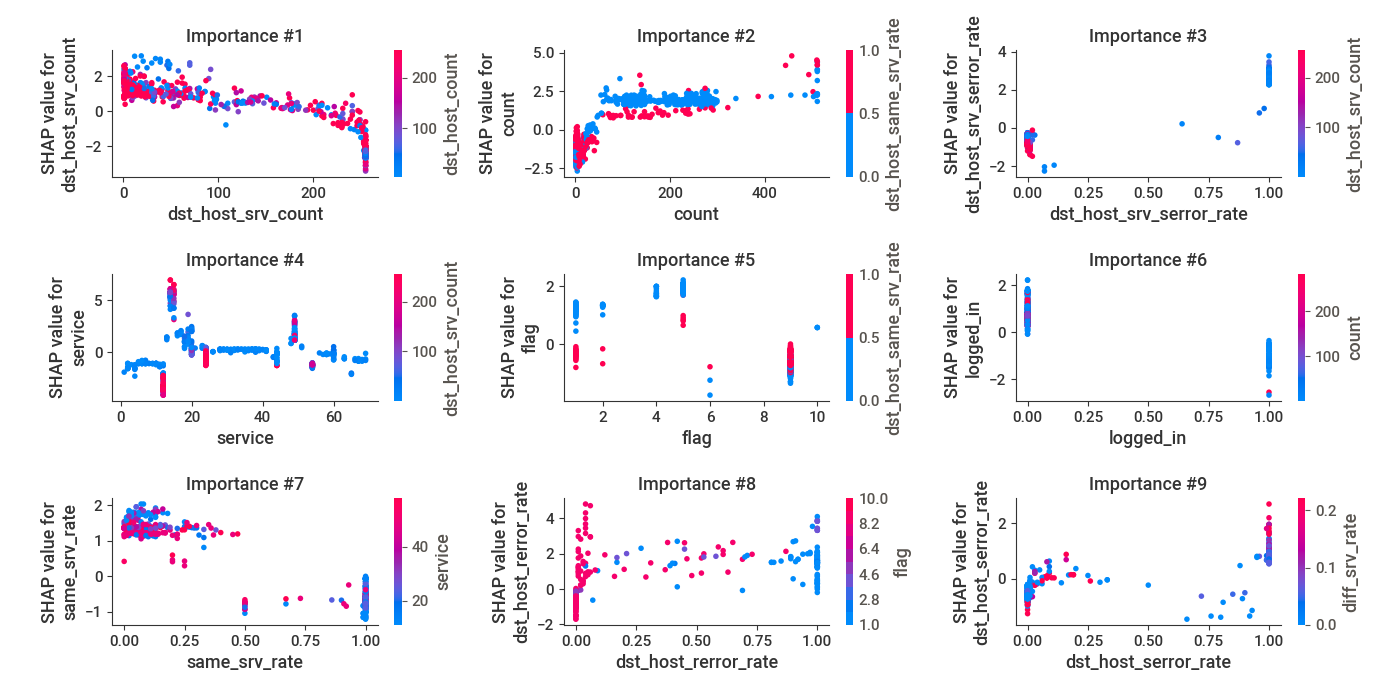 Importance #1
SHAP value for
dst_host_srv_count
2
0
−2
0
100
200
dst_host_srv_count
200
100
dst_host_count
Importance #2
SHAP value for
count
5.0
2.5
0.0
−2.5
0
200
400
count
1.0
0.5
0.0
dst_host_same_srv_rate
Importance #3
SHAP value for
dst_host_srv_serror_rate
4
2
0
−2
0.00
0.25
0.50
0.75
1.00
dst_host_srv_serror_rate
200
100
dst_host_srv_count
Importance #4
SHAP value for
service
5
0
0
20
40
60
service
200
100
dst_host_srv_count
Importance #5
SHAP value for
flag
2
0
2
4
6
8
10
flag
1.0
0.5
0.0
dst_host_same_srv_rate
Importance #6
SHAP value for
logged_in
2
0
−2
0.00
0.25
0.50
0.75
1.00
logged_in
200
100
count
Importance #7
SHAP value for
same_srv_rate
2
1
0
−1
0.00
0.25
0.50
0.75
1.00
same_srv_rate
40
20
service
Importance #8
SHAP value for
dst_host_rerror_rate
4
2
0
−2
0.00
0.25
0.50
0.75
1.00
dst_host_rerror_rate
10.0
8.2
7.3
6.4
4.6
2.8
1.9
1.0
flag
Importance #9
SHAP value for
dst_host_serror_rate
2
0
0.00
0.25
0.50
0.75
1.00
dst_host_serror_rate
0.2
0.1
0.0
diff_srv_rate